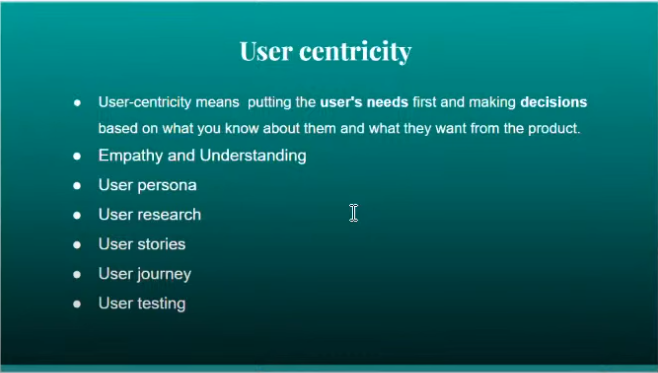 User centricity
● User-centricity means putting the user's needs first and making decisions
based on what you know about them and what they want from the product.
● Empathy and Understanding
● User persona
● User research
● User stories
● User journey
● User testing